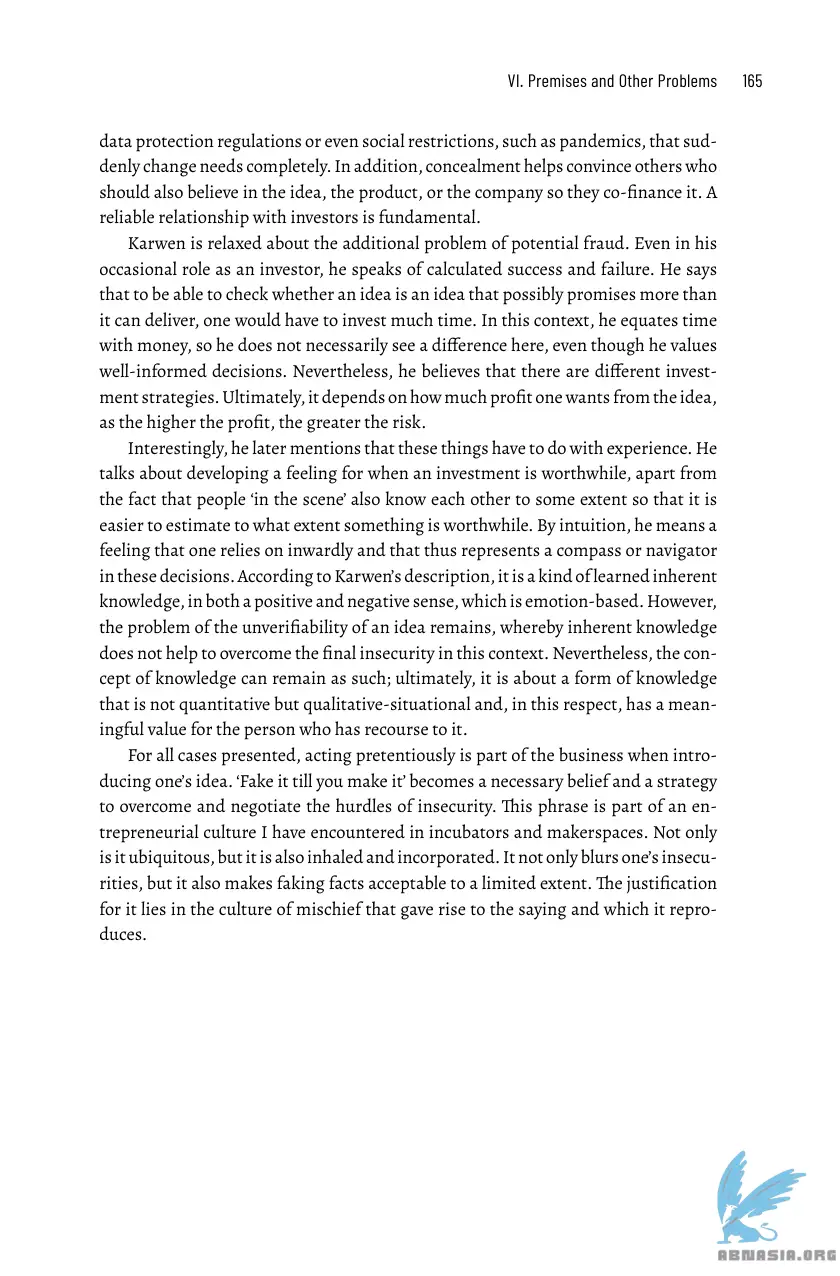 VI. Premises and Other Problems 165
data protection regulations or even social restrictions, such as pandemics, that sud-
denly change needs completely. In addition, concealment helps convince others who
should also believe in the idea, the product, or the company so they co-finance it. A
reliable relationship with investors is fundamental.
Karwen is relaxed about the additional problem of potential fraud. Even in his
occasional role as an investor, he speaks of calculated success and failure. He says
that to be able to check whether an idea is an idea that possibly promises more than
it can deliver, one would have to invest much time. In this context, he equates time
with money, so he does not necessarily see a difference here, even though he values
well-informed decisions. Nevertheless, he believes that there are different invest-
ment strategies. Ultimately, it depends on how much profit one wants from the idea,
as the higher the profit, the greater the risk.
Interestingly, he later mentions that these things have to do with experience. He
talks about developing a feeling for when an investment is worthwhile, apart from
the fact that people ‘in the scene’ also know each other to some extent so that it is
easier to estimate to what extent something is worthwhile. By intuition, he means a
feeling that one relies on inwardly and that thus represents a compass or navigator
in these decisions. According to Karwen’s description, it is a kind of learned inherent
knowledge, in both a positive and negative sense, which is emotion-based. However,
the problem of the unverifiability of an idea remains, whereby inherent knowledge
does not help to overcome the final insecurity in this context. Nevertheless, the con-
cept of knowledge can remain as such; ultimately, it is about a form of knowledge
that is not quantitative but qualitative-situational and, in this respect, has a mean-
ingful value for the person who has recourse to it.
For all cases presented, acting pretentiously is part of the business when intro-
ducing one’s idea. ‘Fake it till you make it’ becomes a necessary belief and a strategy
to overcome and negotiate the hurdles of insecurity. This phrase is part of an en-
trepreneurial culture I have encountered in incubators and makerspaces. Not only
is it ubiquitous, but it is also inhaled and incorporated. It not only blurs one’s insecu-
rities, but it also makes faking facts acceptable to a limited extent. The justification
for it lies in the culture of mischief that gave rise to the saying and which it repro-
duces.
ABNASIA.ORG